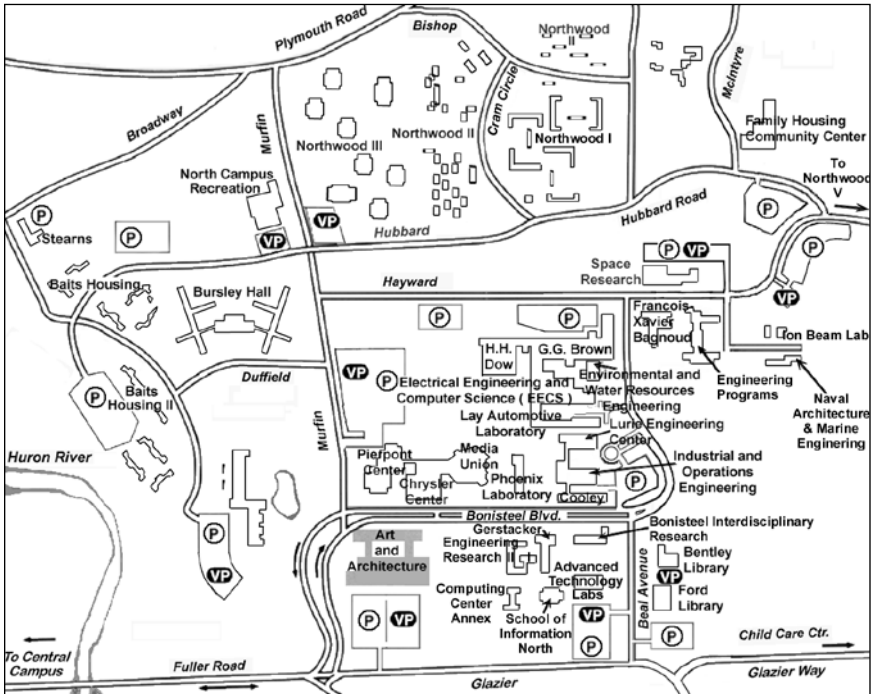 Plymouth Road
Bishop
Northwood
II
McIntyre
Broadway
Murfin
Cram Circle
Northwood III
Northwood II
Northwood I
Family Housing
Community Center
To
Northwood
V
North Campus
Recreation
P
Stearns
P
VP
VP
Hubbard
Hubbard Road
P
P
VP
P
VP
Space
Research
Baits Housing
Bursley Hall
Hayward
P
P
Francois
Xavier
Bagnoud
Ion Beam Lab
H.H.
Dow
G.G. Brown
VP
P
Duffield
P
Baits
Housing II
Electrical Engineering and
Computer Science ( EECS )
Environmental and
Water Resources
Engineering
Engineering
Programs
Naval
Architecture
& Marine
Enginering
Lay Automotive
Laboratory
Lurie Engineering
Center
Murfin
Huron River
Pierpont
Center
Media
Union
Chrysler
Center
Phoenix
Laboratory
Cooley
P
Industrial and
Operations
Engineering
Bonisteel Blvd.
P
VP
Art
and
Architecture
Gerstacker
Engineering
Research II
Bonisteel Interdisciplinary
Research
Advanced
Technology
Labs
Beal Avenue
Bentley
Library
VP
Ford
Library
Computing
Center
Annex
School of
Information
North
P
VP
VP
P
P
Child Care Ctr.
To Central
Campus
Fuller Road
Glazier
Glazier Way